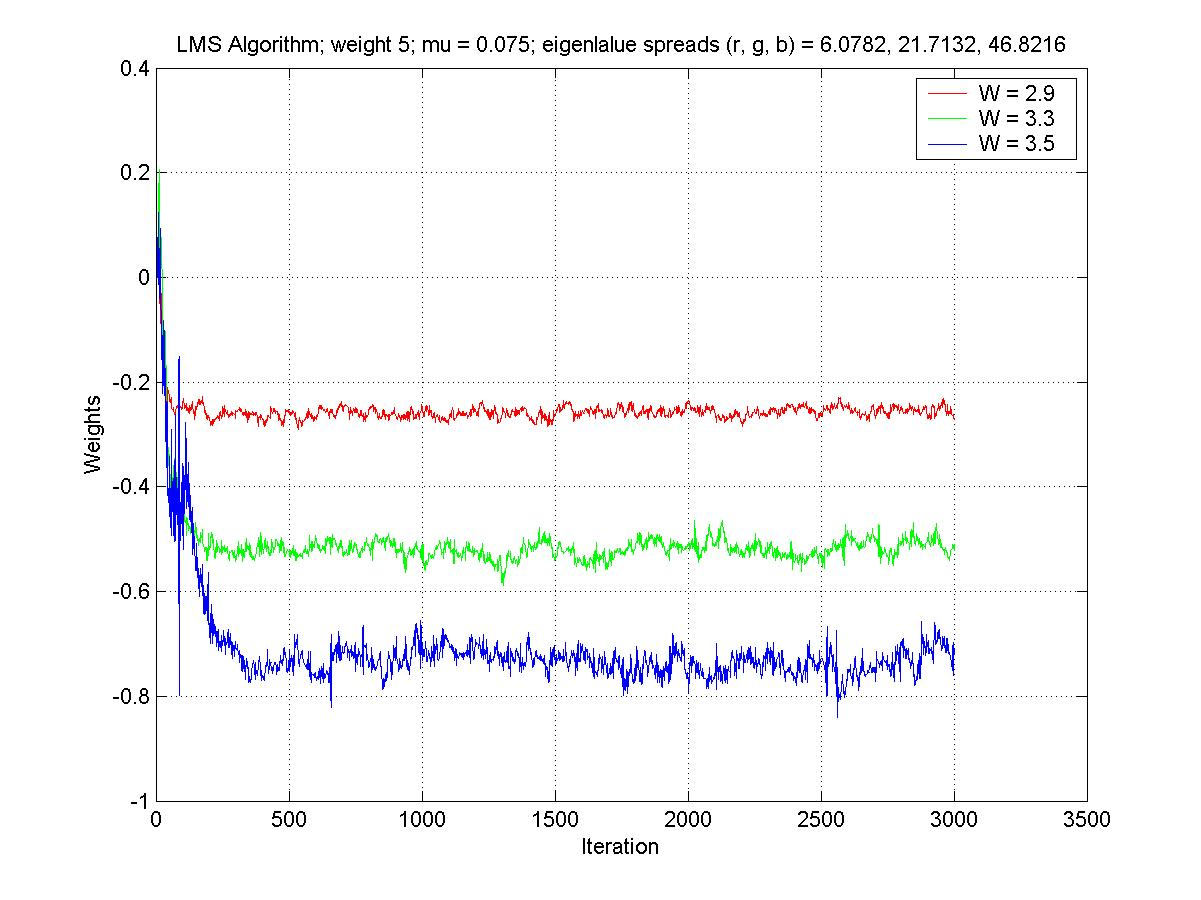 LMS Algorithm; weight 5; mu = 0.075; eigenlalue spreads (r, g, b) = 6.0782, 21.7132, 46.8216
0.4
W = 2.9
W = 3.3
W = 3.5
0.2
0
-0.2
-0.4
-0.6
-0.8
-1
Weights
0 500 1000 1500 2000 2500 3000 3500
Iteration